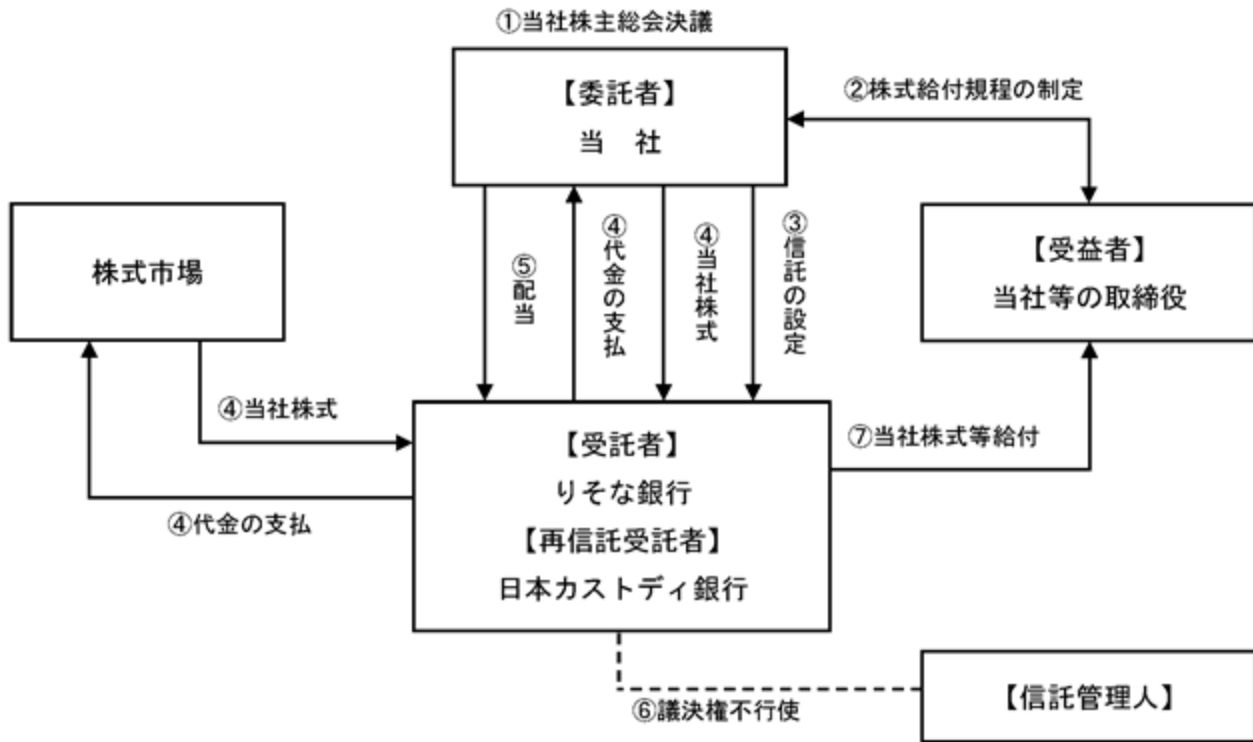 ①当社株主総会決議
【委託者】
当　社
②株式給付規程の制定
株式市場
⑤配当
④代金の支払
④当社株式
③信託の設定
【受益者】
当社等の取締役
④当社株式
④代金の支払
【受託者】
りそな銀行
【再信託受託者】
日本カストディ銀行
⑦当社株式等給付
⑥議決権不行使
【信託管理人】